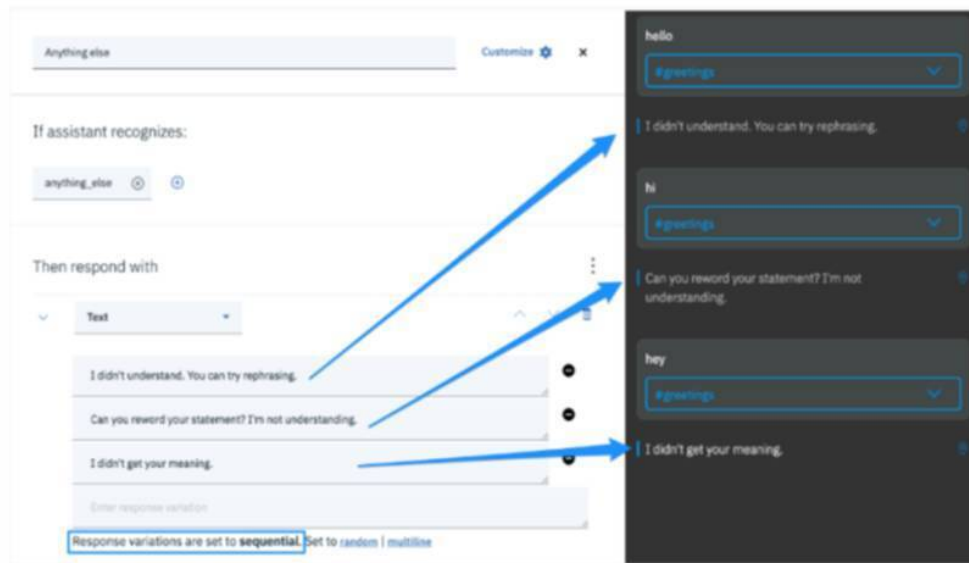 Anything else
Customize
If assistant recognizes:
anything_else
Then respond with
Text
I didn't understand. You can try rephrasing.
Can you reword your statement? I'm not understanding.
I didn't get your meaning.
Enter response variation
Response variations are set to sequential. Set to random | multiline
hello
#greetings
I didn't understand. You can try rephrasing.
hi
#greetings
Can you reword your statement? I'm not
understanding.
hey
#greetings
I didn't get your meaning.